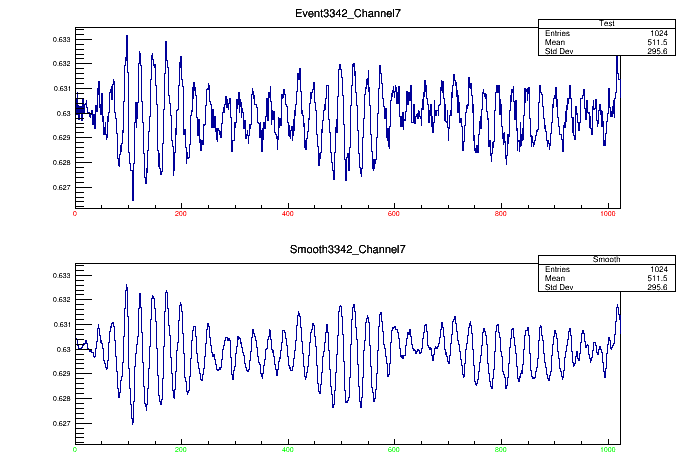 Event3342_Channel7
Test
Entries 1024
Mean 511.5
Std Dev 295.6
0.633
0.632
0.631
0.63
0.629
0.628
0.627
0 200 400 600 800 1000
Smooth3342_Channel7
Smooth
Entries 1024
Mean 511.5
Std Dev 295.6
0.633
0.632
0.631
0.63
0.629
0.628
0.627
0 200 400 600 800 1000